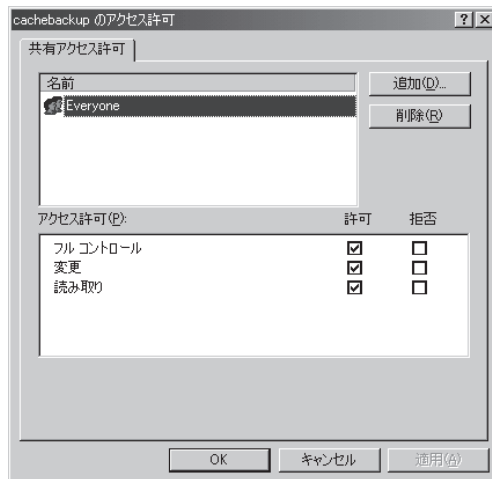 cachebackup のアクセス許可
共有アクセス許可
名前
追加(D)...
Everyone
削除(R)
アクセス許可(P):
許可
拒否
フル コントロール
変更
読み取り
OK
キャンセル
適用(A)